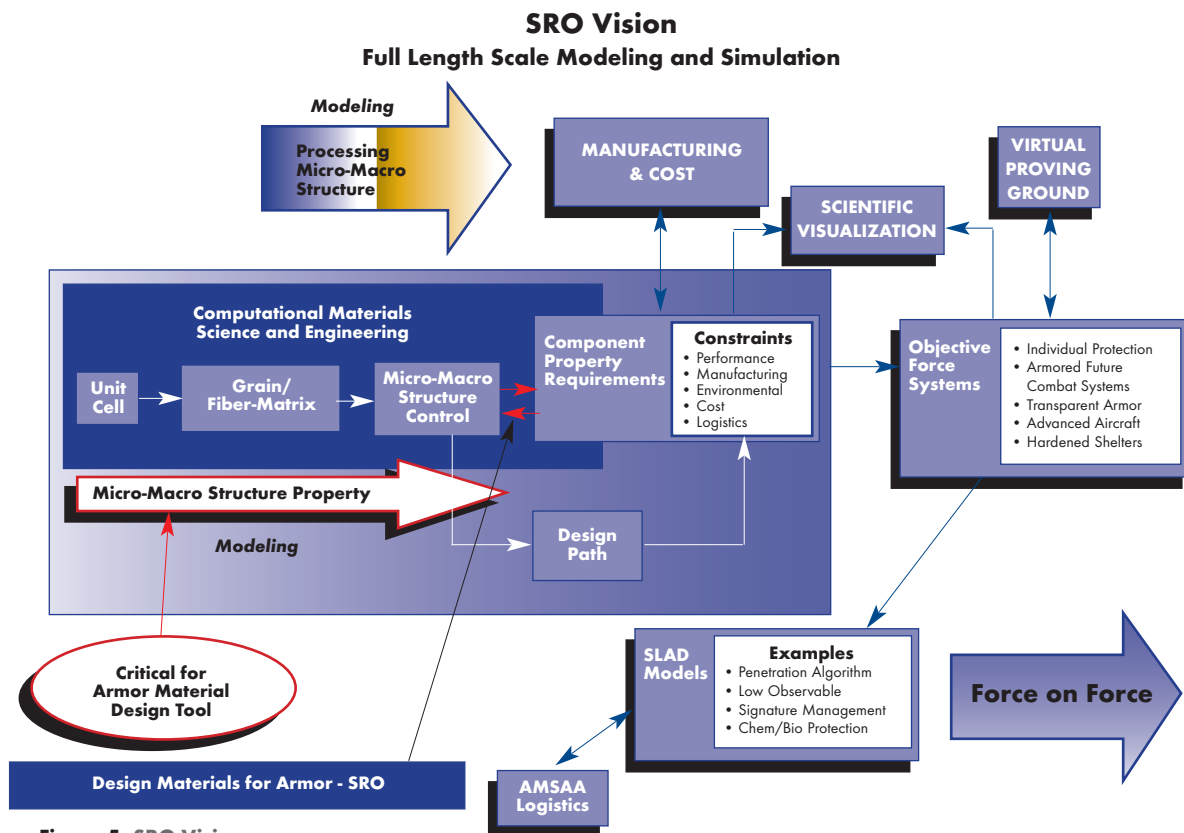 SRO Vision
Full Length Scale Modeling and Simulation
Modeling
Processing
Micro-Macro
Structure
MANUFACTURING
& COST
VIRTUAL
PROVING
GROUND
SCIENTIFIC
VISUALIZATION
Computational Materials
Science and Engineering
Unit
Cell
Grain/
Fiber-Matrix
Micro-Macro
Structure
Control
Component
Property
Requirements
Constraints
• Performance
• Manufacturing
• Environmental
• Cost
• Logistics
Objective
Force
Systems
• Individual Protection
• Armored Future
Combat Systems
• Transparent Armor
• Advanced Aircraft
• Hardened Shelters
Micro-Macro Structure Property
Modeling
Design
Path
Critical for
Armor Material
Design Tool
SLAD
Models
Examples
• Penetration Algorithm
• Low Observable
• Signature Management
• Chem/Bio Protection
Force on Force
Design Materials for Armor - SRO
AMSAA
Logistics